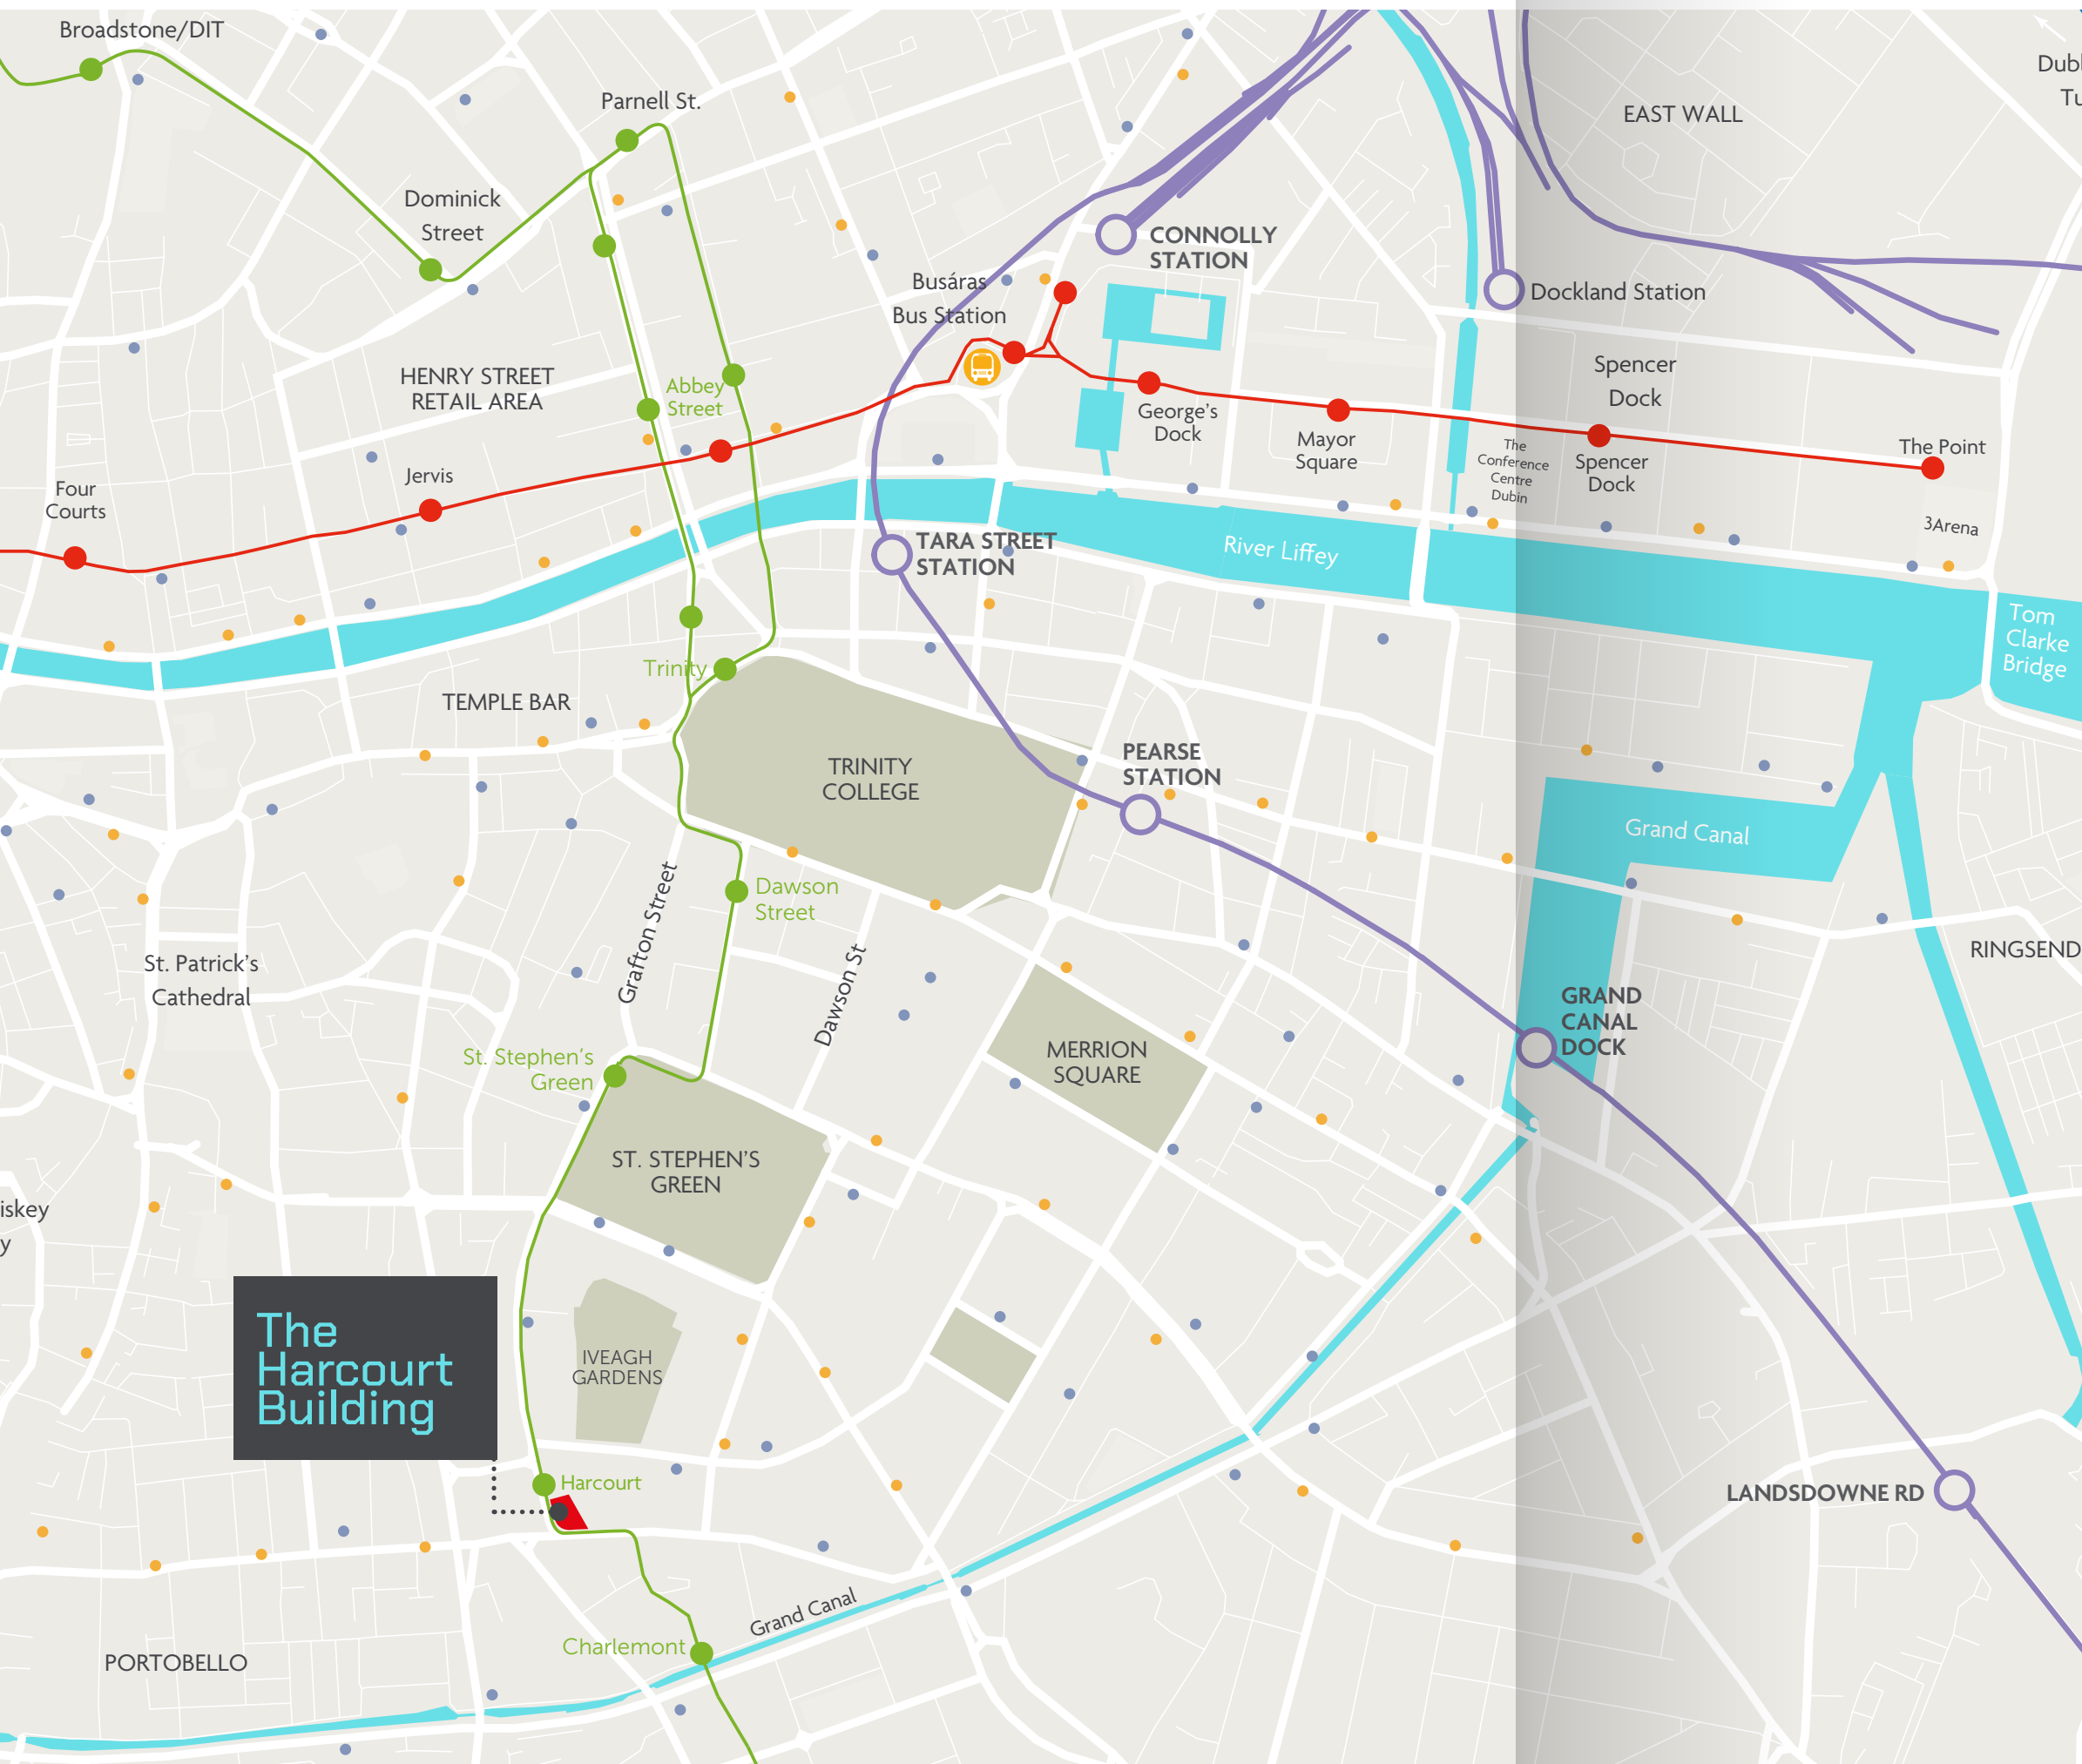 Broadstone/DIT
Parnell St.
Dominick
Street
EAST WALL
Dubl
Tu
CONNOLLY
STATION
Busáras
Bus Station
Dockland Station
HENRY STREET
RETAIL AREA
Abbey
Street
Spencer
Dock
George's
Dock
Mayor
Square
The
Conference
Centre
Dubin
Spencer
Dock
The Point
3Arena
Jervis
Four
Courts
TARA STREET
STATION
River Liffey
Tom
Clarke
Bridge
Trinity
TEMPLE BAR
TRINITY
COLLEGE
PEARSE
STATION
Grand Canal
Dawson
Street
Grafton Street
Dawson St
St. Patrick's
Cathedral
RINGSEND
GRAND
CANAL
DOCK
St. Stephen's
Green
MERRION
SQUARE
ST. STEPHEN'S
GREEN
iskey
y
The
Harcourt
Building
IVEAGH
GARDENS
Harcourt
LANDSDOWNE RD
Grand Canal
Charlemont
PORTOBELLO